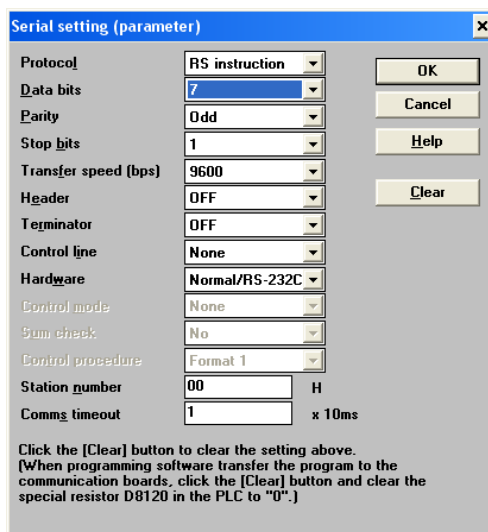 Serial setting (parameter)
Protocol RS instruction OK
Data bits 7
Cancel
Parity Odd
Stop bits 1 Help
Transfer speed (bps) 9600
Header OFF Clear
Terminator OFF
Control line None
Hardware Normal/RS-232C
Control mode None
Sum check No
Control procedure Format 1
Station number 00 H
Comms timeout 1 x 10ms
Click the [Clear] button to clear the setting above.
(When programming software transfer the program to the
communication boards, click the [Clear] button and clear the
special resistor D8120 in the PLC to "0".)